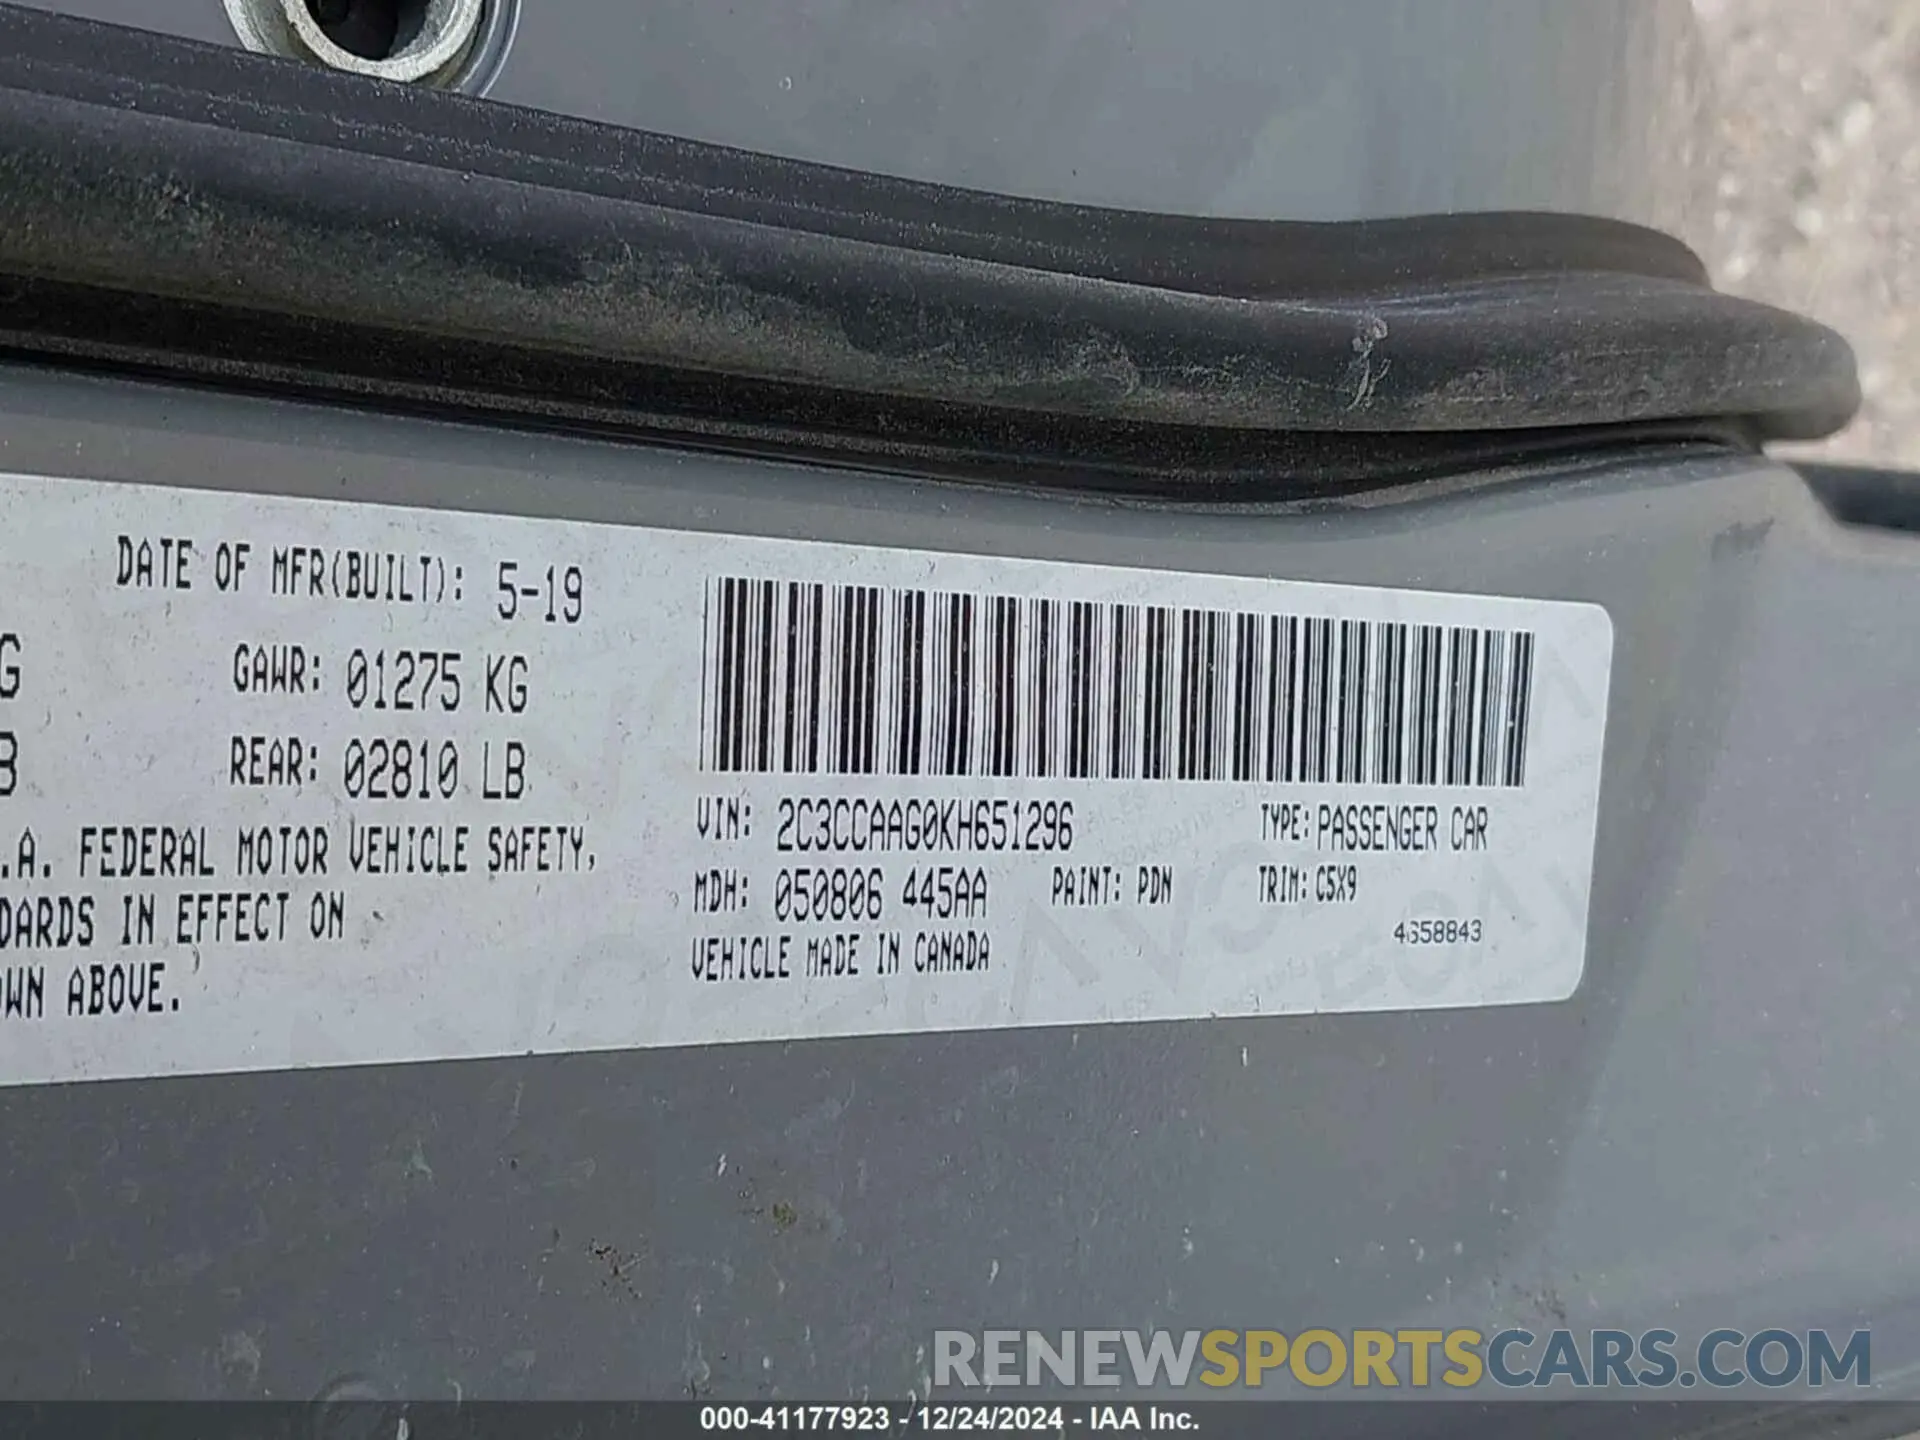 DATE OF MFR(BUILT): 5-19
G GAWR: 01275 KG
B REAR: 02810 LB
.A. FEDERAL MOTOR VEHICLE SAFETY,
DARDS IN EFFECT ON
OWN ABOVE.
VIN: 2C3CCAAG0KH651296 TYPE: PASSENGER CAR
MDH: 050806 445AA PAINT: PDN TRIM: C5X9
VEHICLE MADE IN CANADA 4658843
RENEWSPORTSCARS.COM
000-41177923 - 12/24/2024 - IAA Inc.